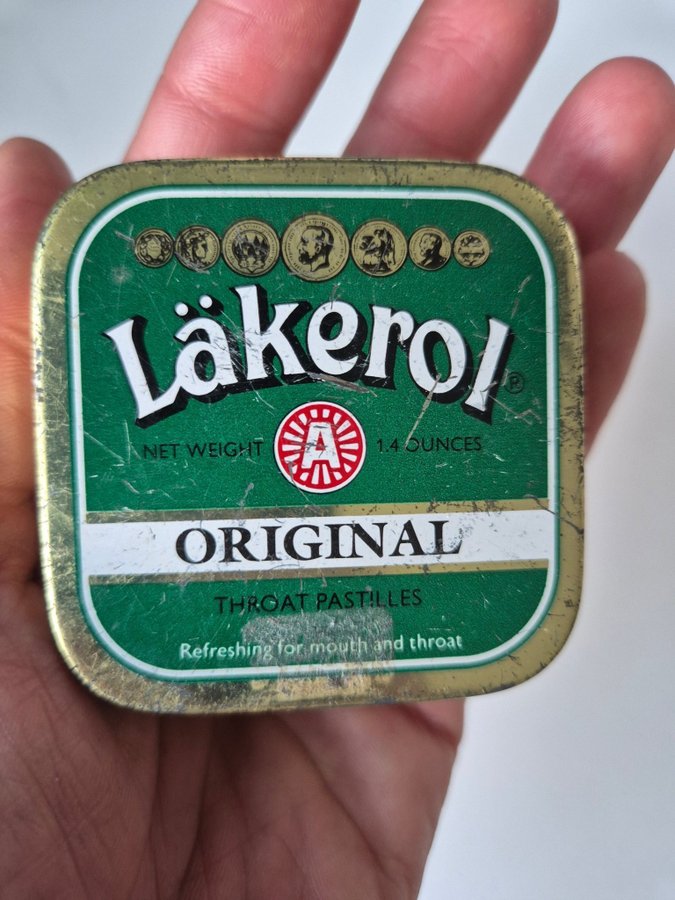 Läkerol®
NET WEIGHT A 1.4 OUNCES
ORIGINAL
THROAT PASTILLES
Refreshing for mouth and throat